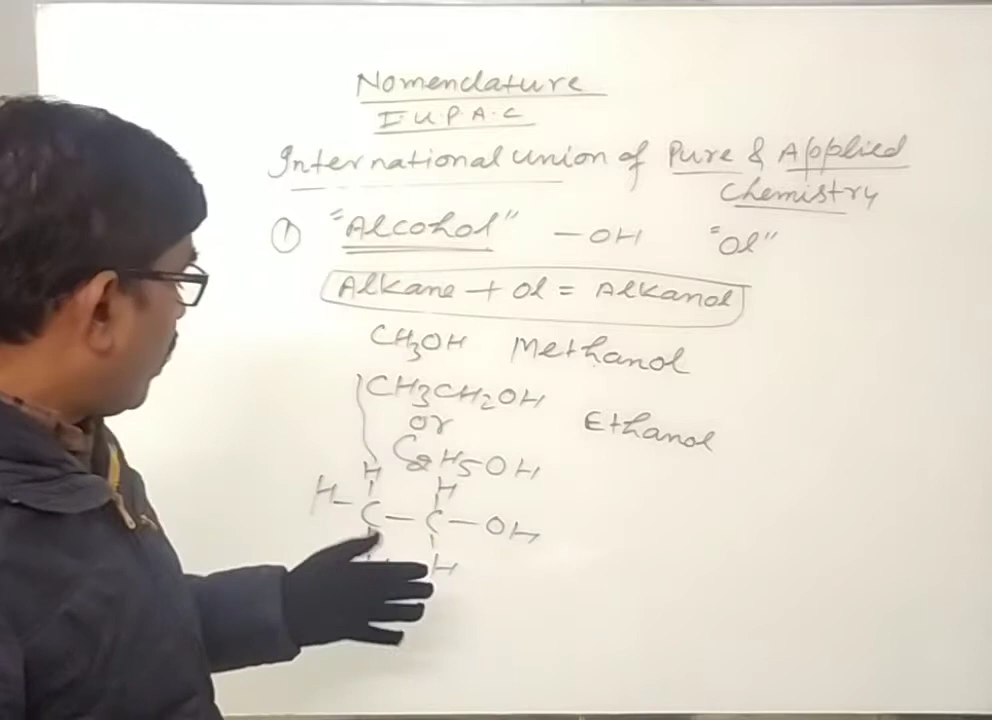 Nomenclature
I.U.P.A.C
International union of Pure & Applied
Chemistry
① "Alcohol" –OH "Ol"
Alkane + Ol = Alkanol
CH3OH Methanol
CH3CH2OH
or Ethanol
C2H5OH
H H
H–C–C–OH
H